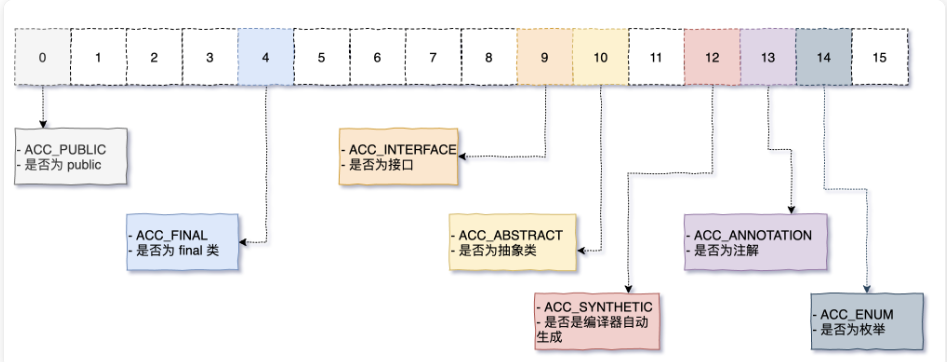 0 1 2 3 4 5 6 7 8 9 10 11 12 13 14 15
- ACC_PUBLIC
- 是否为 public
- ACC_INTERFACE
- 是否为接口
- ACC_FINAL
- 是否为 final 类
- ACC_ABSTRACT
- 是否为抽象类
- ACC_ANNOTATION
- 是否为注解
- ACC_SYNTHETIC
- 是否是编译器自动
生成
- ACC_ENUM
- 是否为枚举